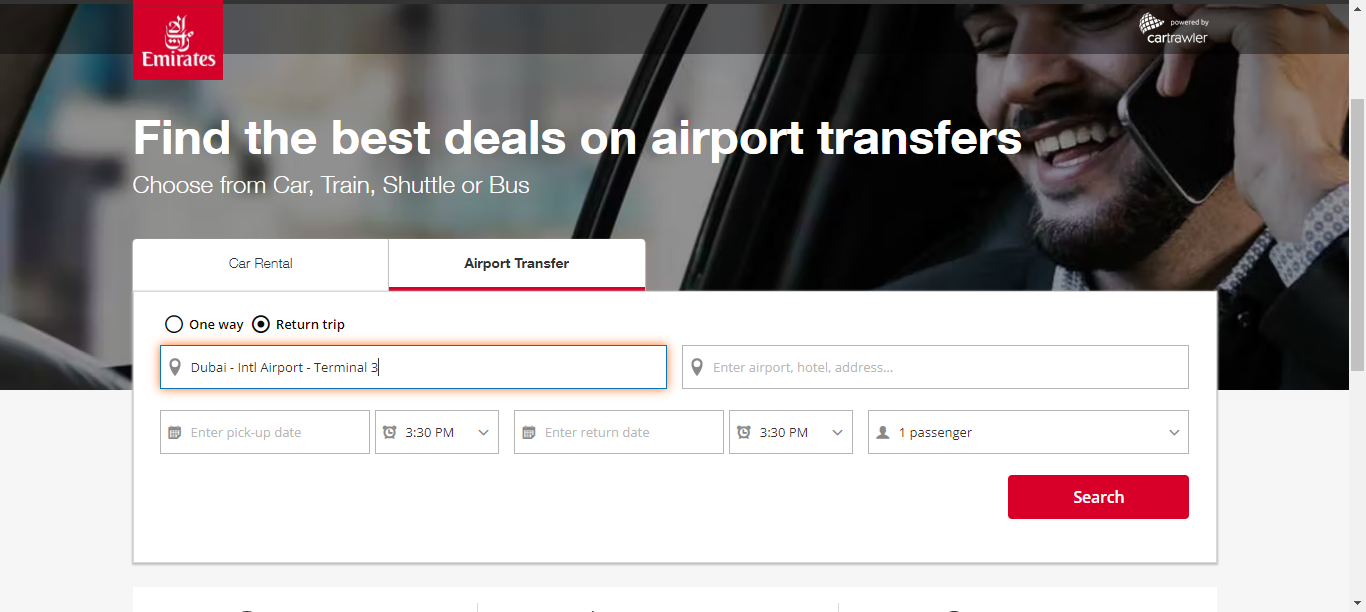 الإمارات
Emirates
powered by
cartrawler
Find the best deals on airport transfers
Choose from Car, Train, Shuttle or Bus
Car Rental
Airport Transfer
One way
Return trip
Dubai - Intl Airport - Terminal 3
Enter airport, hotel, address...
Enter pick-up date
3:30 PM
Enter return date
3:30 PM
1 passenger
Search